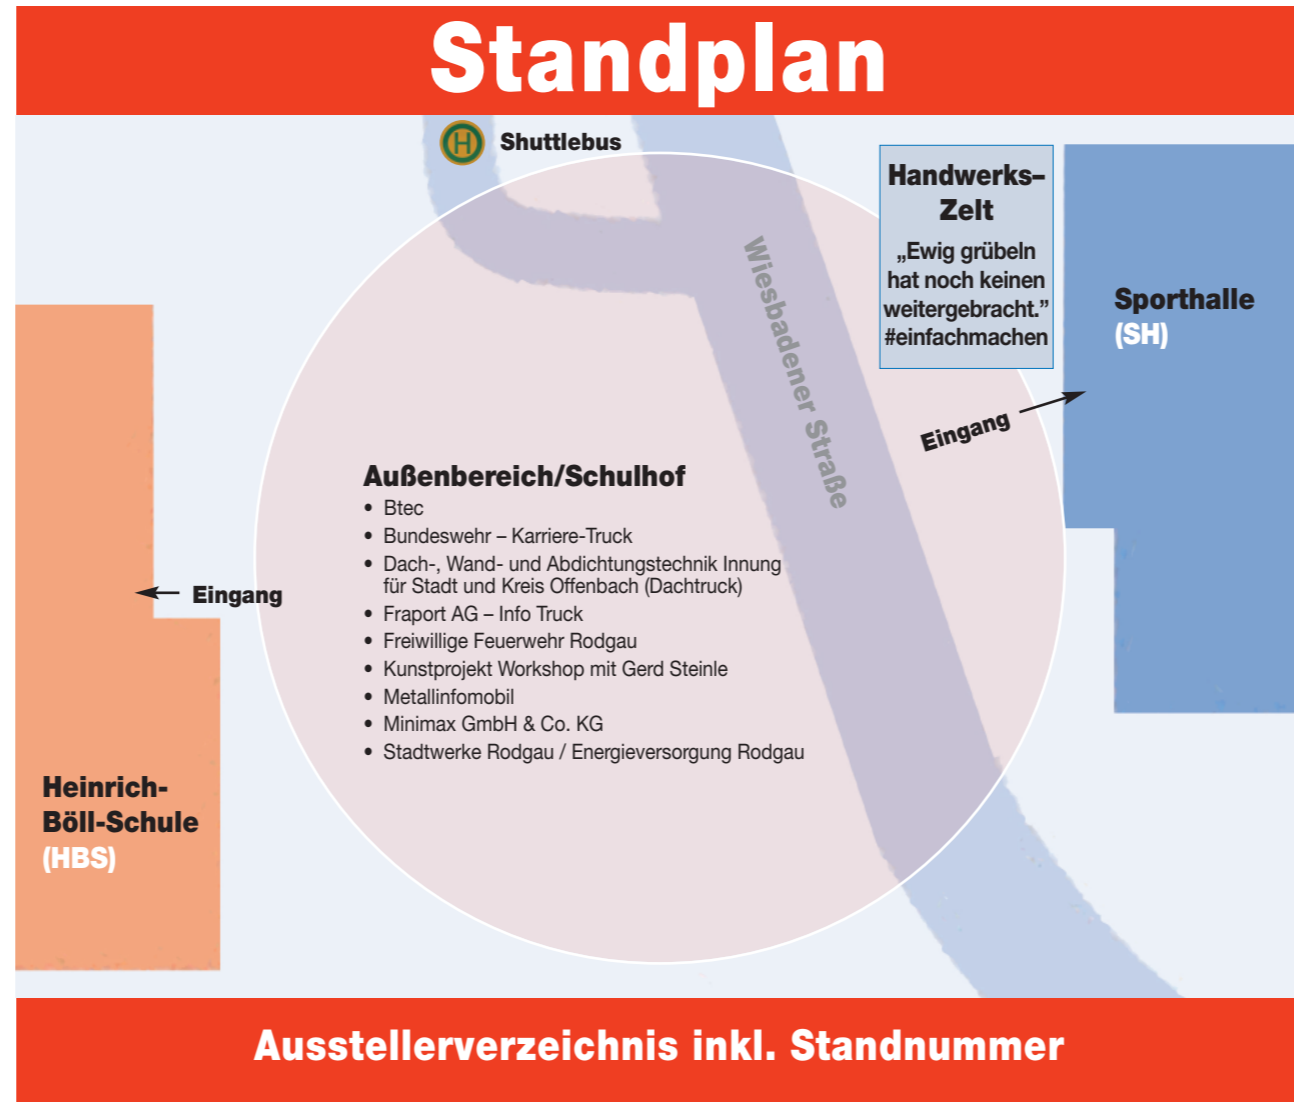 Standplan
H
Shuttlebus
Handwerks–
Zelt
„Ewig grübeln
hat noch keinen
weitergebracht.”
#einfachmachen
Wiesbadener Straße
Sporthalle
(SH)
Eingang
Außenbereich/Schulhof
• Btec
• Bundeswehr – Karriere-Truck
• Dach-, Wand- und Abdichtungstechnik Innung
für Stadt und Kreis Offenbach (Dachtruck)
• Fraport AG – Info Truck
• Freiwillige Feuerwehr Rodgau
• Kunstprojekt Workshop mit Gerd Steinle
• Metallinfomobil
• Minimax GmbH & Co. KG
• Stadtwerke Rodgau / Energieversorgung Rodgau
Eingang
Heinrich-
Böll-Schule
(HBS)
Ausstellerverzeichnis inkl. Standnummer